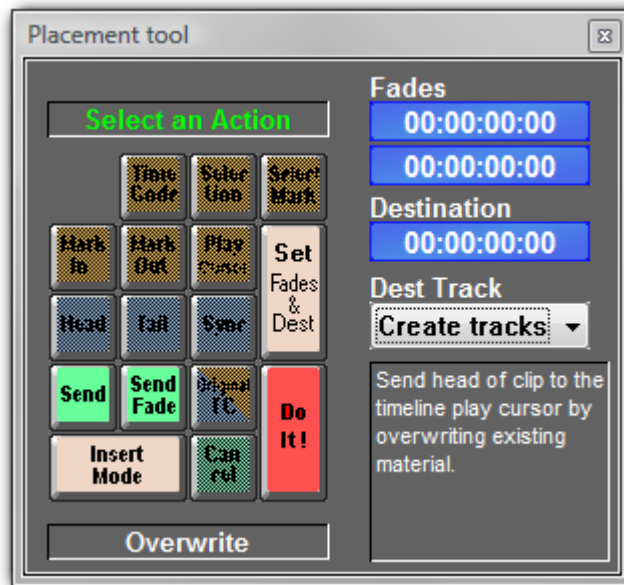 Placement tool
Select an Action
Time
Code
Selec
tion
Select
Mark
Mark
In
Mark
Out
Play
cursor
Set
Fades
&
Dest
Head
Tail
Sync
Send
Send
Fade
Original
TC
Do
It!
Insert
Mode
Can
cel
Overwrite
Fades
00:00:00:00
00:00:00:00
Destination
00:00:00:00
Dest Track
Create tracks
Send head of clip to the
timeline play cursor by
overwriting existing
material.